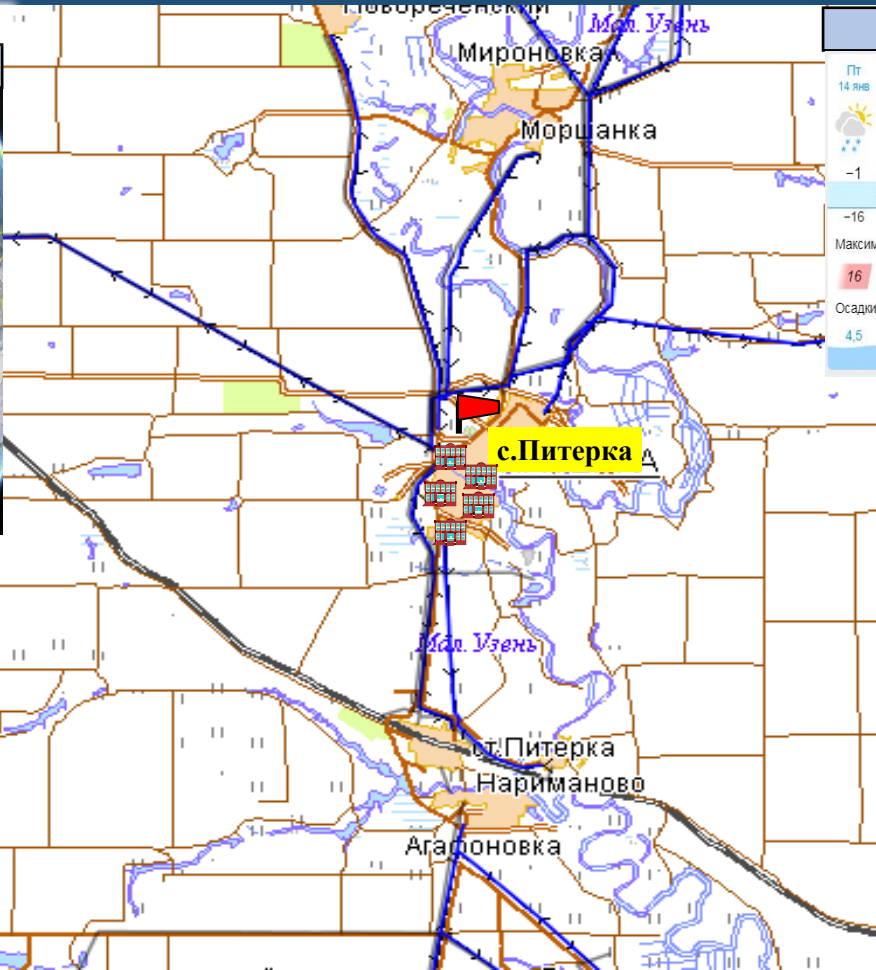 Новореченский
Мал. Узень
Мироновка
Пт
14 янв
Моршанка
-1
-16
Максим
16
Осадки
4,5
с.Питерка
Мал. Узень
ст.Питерка
Нариманово
Агафоновка